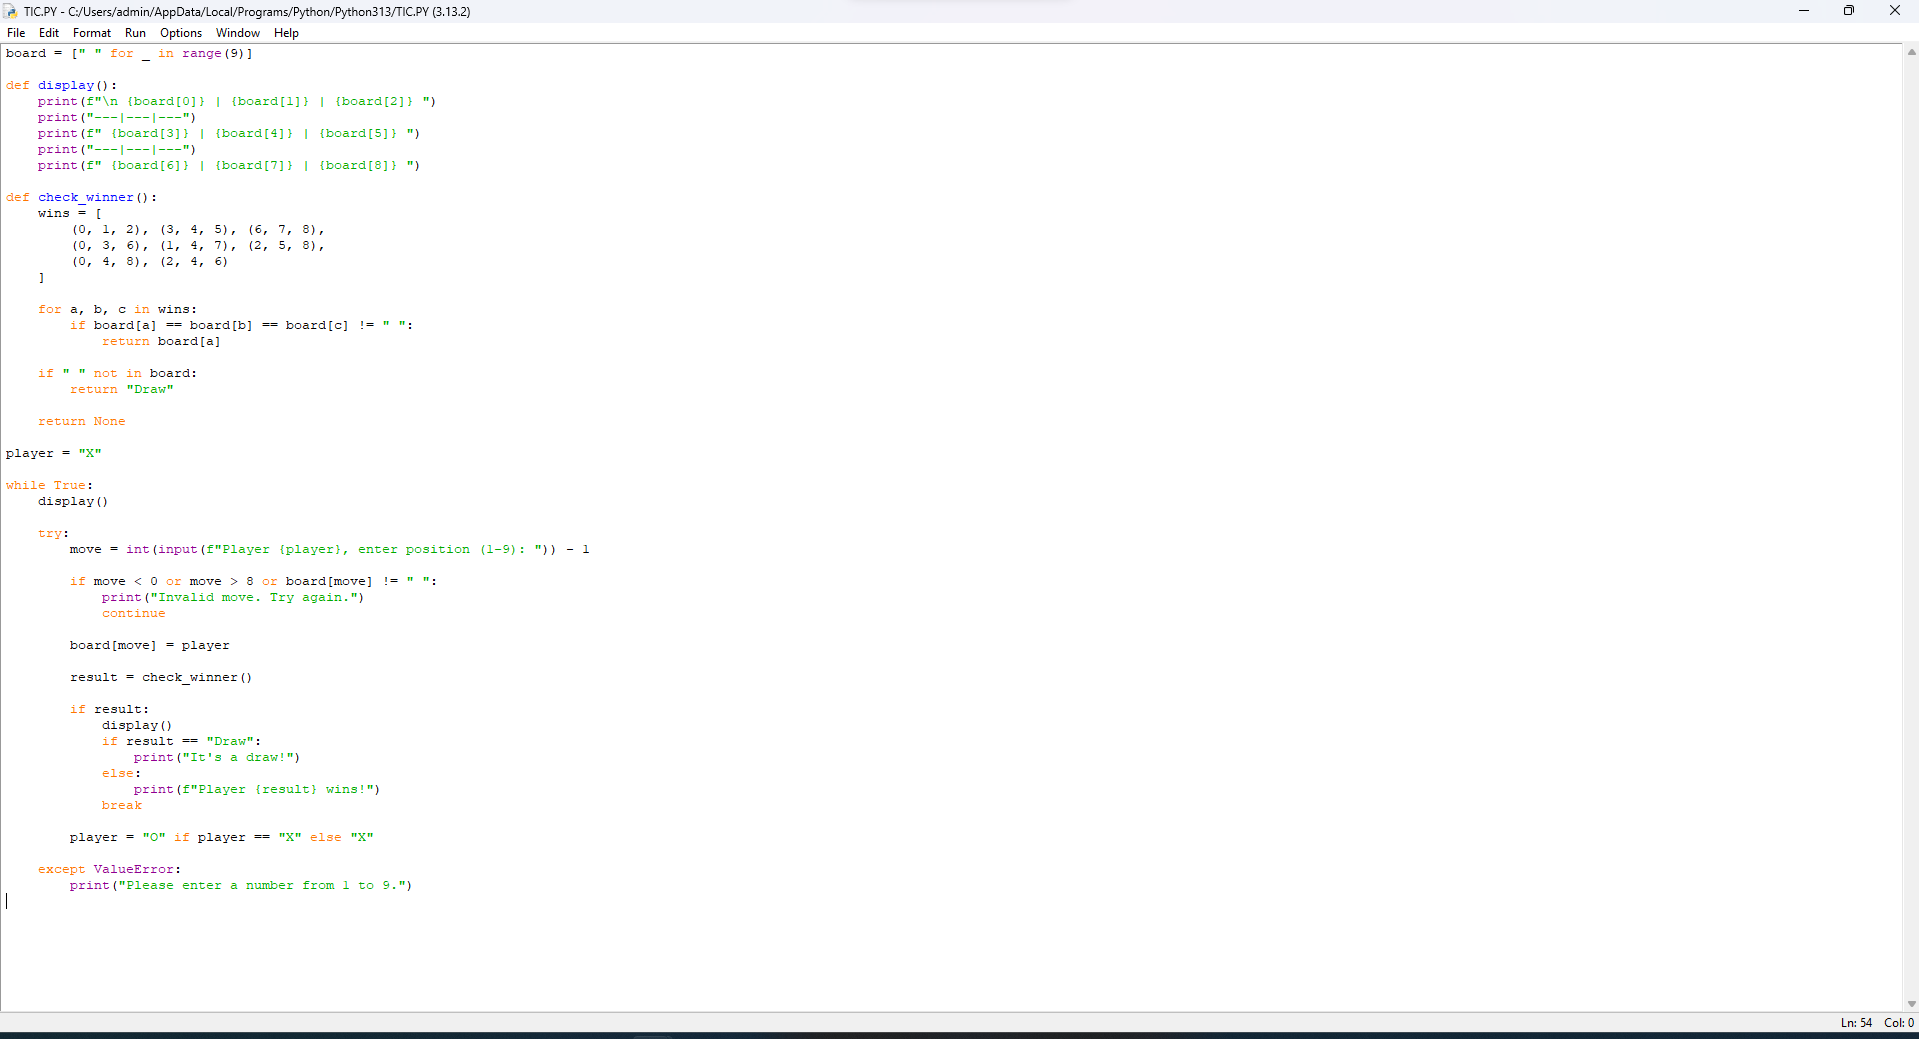 TIC.PY - C:/Users/admin/AppData/Local/Programs/Python/Python313/TIC.PY (3.13.2)
File Edit Format Run Options Window Help
board = [" " for _ in range(9)]

def display():
    print(f"\n {board[0]} | {board[1]} | {board[2]} ")
    print("---|---|---")
    print(f" {board[3]} | {board[4]} | {board[5]} ")
    print("---|---|---")
    print(f" {board[6]} | {board[7]} | {board[8]} ")

def check_winner():
    wins = [
        (0, 1, 2), (3, 4, 5), (6, 7, 8),
        (0, 3, 6), (1, 4, 7), (2, 5, 8),
        (0, 4, 8), (2, 4, 6)
    ]

    for a, b, c in wins:
        if board[a] == board[b] == board[c] != " ":
            return board[a]

    if " " not in board:
        return "Draw"

    return None

player = "X"

while True:
    display()

    try:
        move = int(input(f"Player {player}, enter position (1-9): ")) - 1

        if move < 0 or move > 8 or board[move] != " ":
            print("Invalid move. Try again.")
            continue

        board[move] = player

        result = check_winner()

        if result:
            display()
            if result == "Draw":
                print("It's a draw!")
            else:
                print(f"Player {result} wins!")
            break

        player = "O" if player == "X" else "X"

    except ValueError:
        print("Please enter a number from 1 to 9.")
Ln: 54 Col: 0